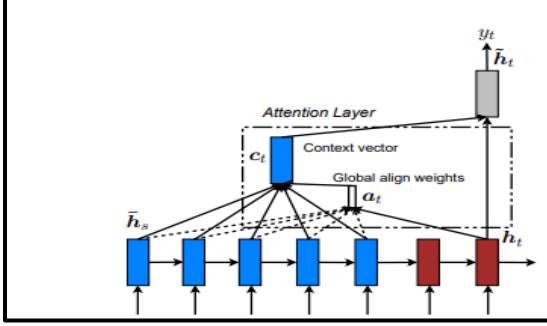 y_t
h̃_t
Attention Layer
c_t
Context vector
Global align weights
a_t
h̄_s
h_t